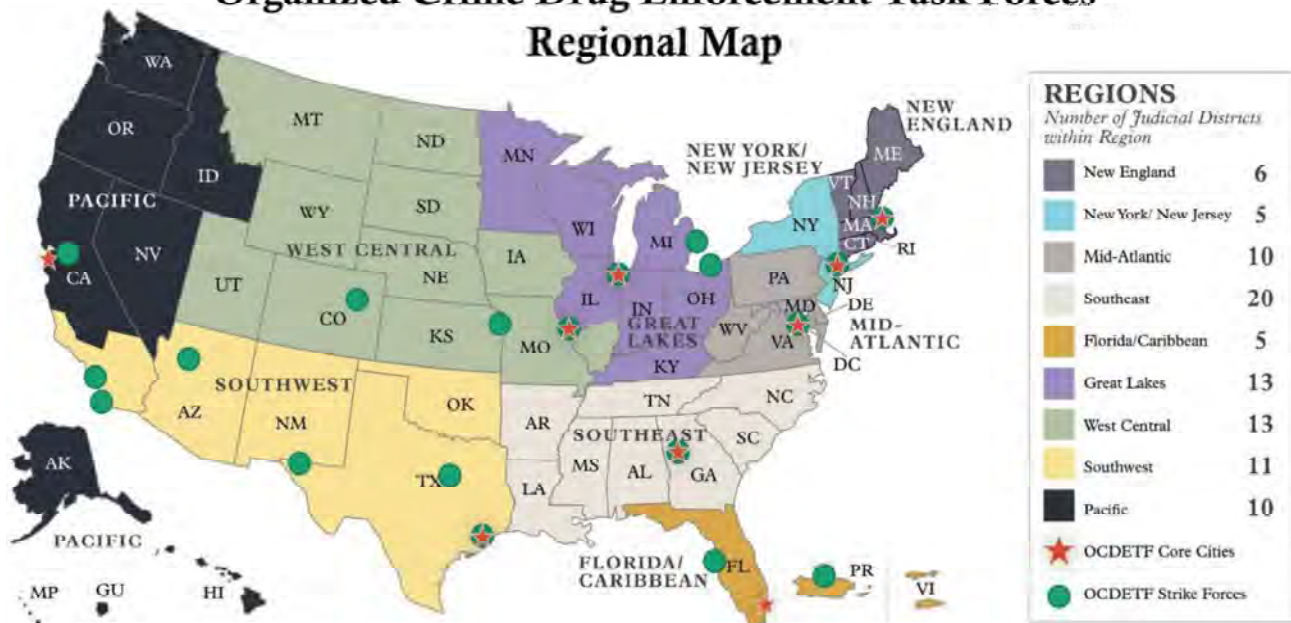 Organized Crime Drug Enforcement Task Forces
Regional Map
WA
MT
ND
MN
OR
ID
SD
WI
MI
NEW YORK/
NEW JERSEY
NEW
ENGLAND
ME
VT
NH
MA
CT
RI
NY
PACIFIC
WY
WEST CENTRAL
IA
NE
NV
CA
UT
CO
KS
MO
IL
IN
OH
GREAT
LAKES
KY
PA
NJ
MD
DE
WV
VA
MID-
ATLANTIC
DC
SOUTHWEST
AZ
NM
OK
TX
AR
TN
NC
SOUTHEAST
SC
MS
AL
GA
LA
AK
PACIFIC
MP
GU
HI
FLORIDA/
CARIBBEAN
FL
PR
VI
REGIONS
Number of Judicial Districts
within Region
New England 6
New York/ New Jersey 5
Mid-Atlantic 10
Southeast 20
Florida/Caribbean 5
Great Lakes 13
West Central 13
Southwest 11
Pacific 10
OCDETF Core Cities
OCDETF Strike Forces